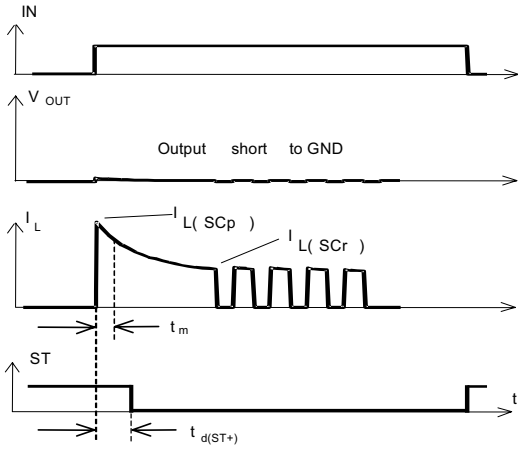 IN
V OUT
Output short to GND
I L
I L( SCp )
I L( SCr )
t m
ST
t
t d(ST+)